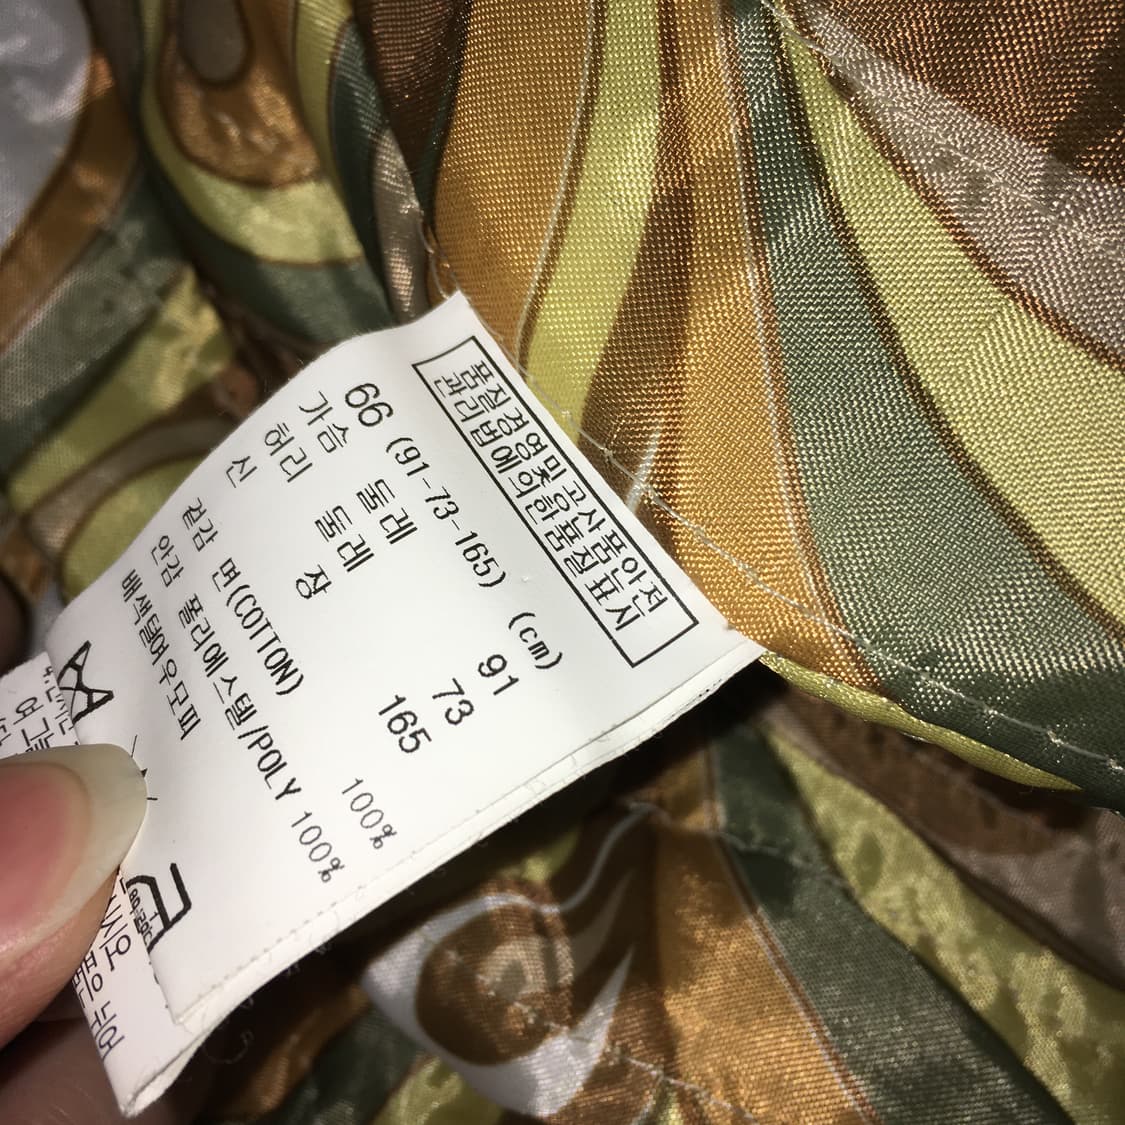 품질경영및공산품안전
관리법에의한품질표시
66 (91-73-165) (cm)
가슴 둘레 91
허리 둘레 73
신 장 165
겉감 면(COTTON) 100%
안감 폴리에스텔/POLY 100%
배색털여우모피